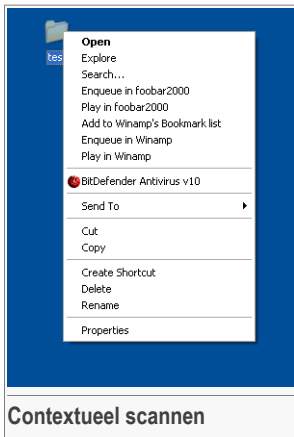 tes
Open
Explore
Search...
Enqueue in foobar2000
Play in foobar2000
Add to Winamp's Bookmark list
Enqueue in Winamp
Play in Winamp
BitDefender Antivirus v10
Send To
Cut
Copy
Create Shortcut
Delete
Rename
Properties
Contextueel scannen